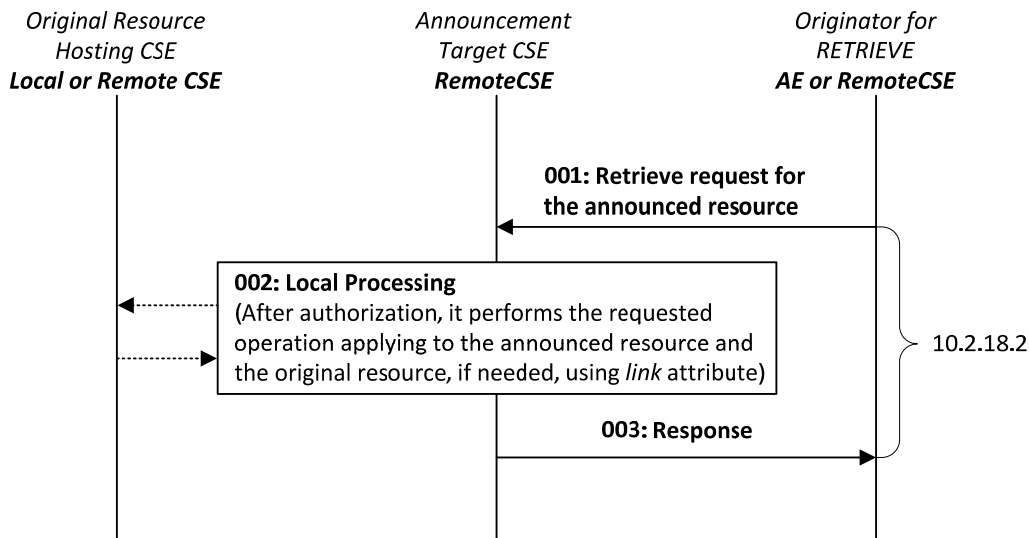 Original Resource
Hosting CSE
Local or Remote CSE
Announcement
Target CSE
RemoteCSE
Originator for
RETRIEVE
AE or RemoteCSE
001: Retrieve request for
the announced resource
002: Local Processing
(After authorization, it performs the requested
operation applying to the announced resource and
the original resource, if needed, using link attribute)
10.2.18.2
003: Response